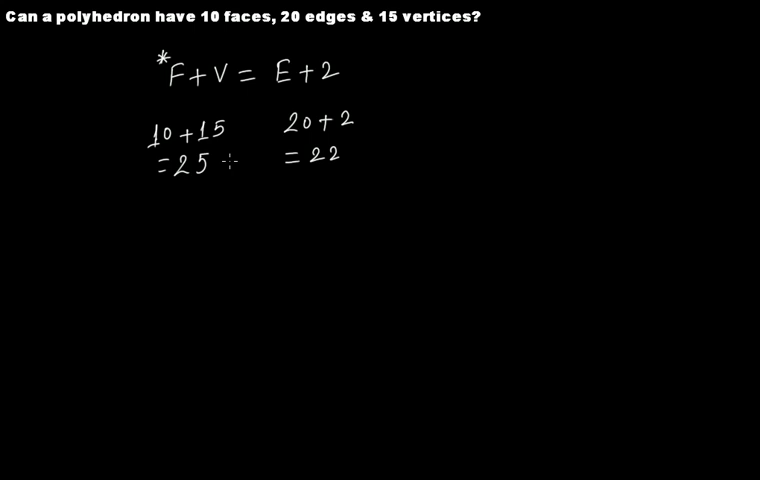 Can a polyhedron have 10 faces, 20 edges & 15 vertices?
* F + V = E + 2
10 + 15 20 + 2
= 25 = 22